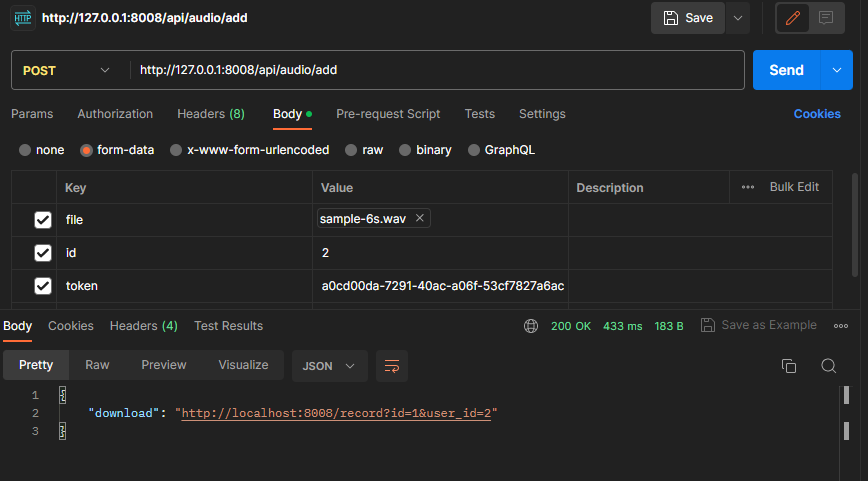 HTTP http://127.0.0.1:8008/api/audio/add Save
POST http://127.0.0.1:8008/api/audio/add Send
Params Authorization Headers (8) Body Pre-request Script Tests Settings Cookies
none form-data x-www-form-urlencoded raw binary GraphQL
Key Value Description Bulk Edit
file sample-6s.wav
id 2
token a0cd00da-7291-40ac-a06f-53cf7827a6ac
Body Cookies Headers (4) Test Results 200 OK 433 ms 183 B Save as Example
Pretty Raw Preview Visualize JSON
1 {
2 "download": "http://localhost:8008/record?id=1&user_id=2"
3 }